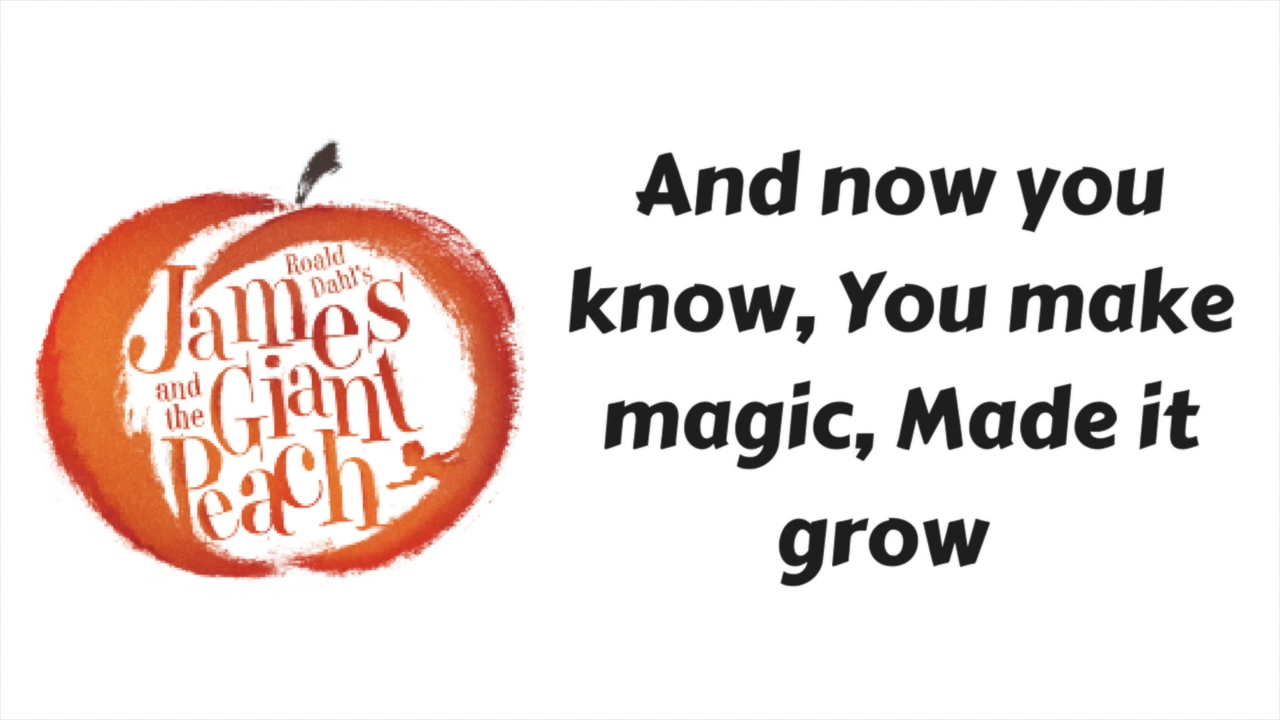 Roald
Dahl's
James
and the
Giant
Peach
And now you
know, You make
magic, Made it
grow